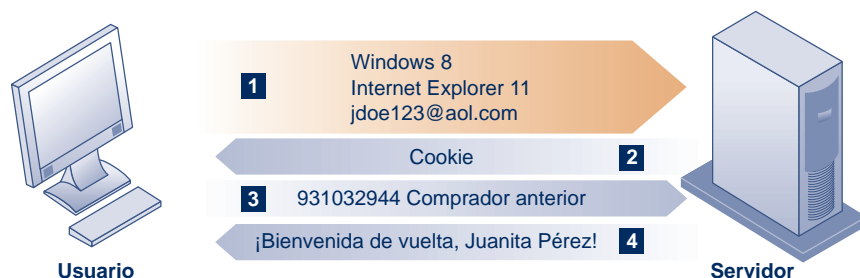 1
Windows 8
Internet Explorer 11
jdoe123@aol.com
Cookie 2
3 931032944 Comprador anterior
¡Bienvenida de vuelta, Juanita Pérez! 4
Usuario
Servidor